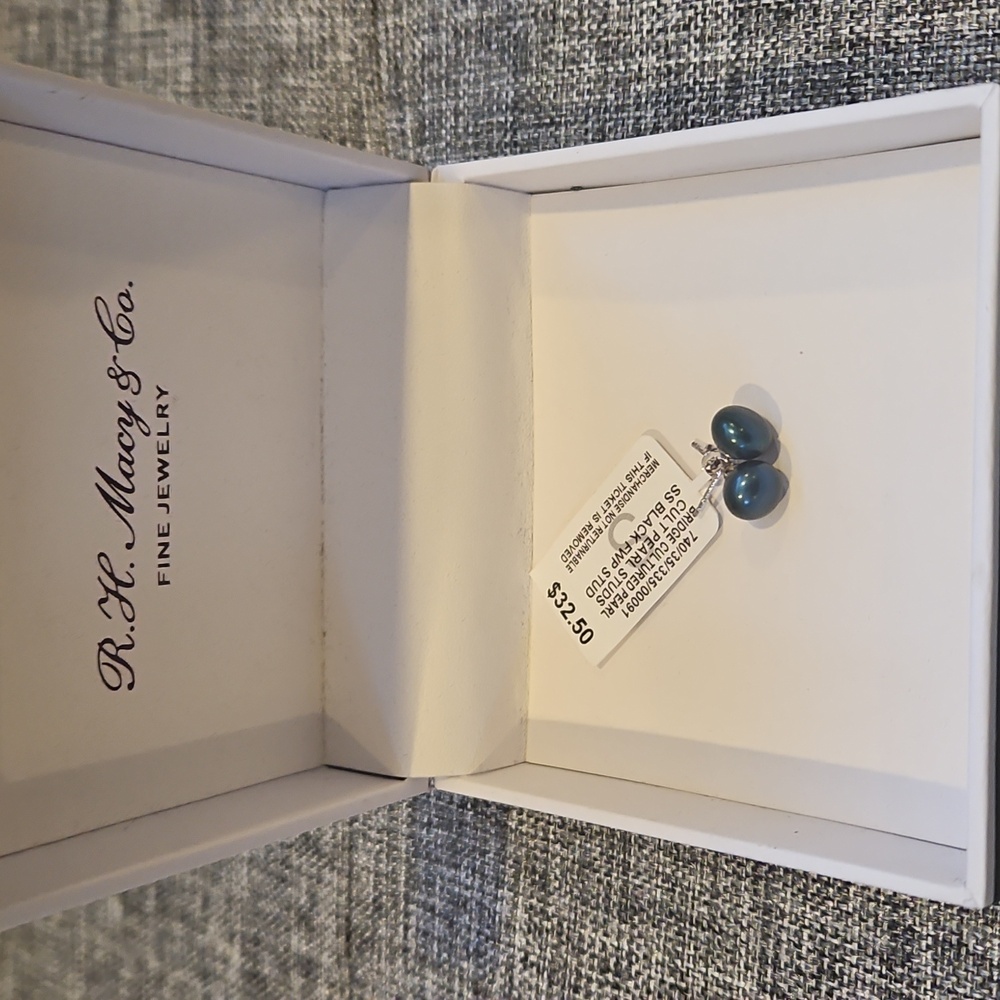 R.H. Macy & Co.
FINE JEWELRY
740/35/335/00091
BRIDGE CULTURED PEARL
CULT PEARL STUDS
SS BLACK FWP STUD
$32.50
MERCHANDISE NOT RETURNABLE
IF THIS TICKET IS REMOVED